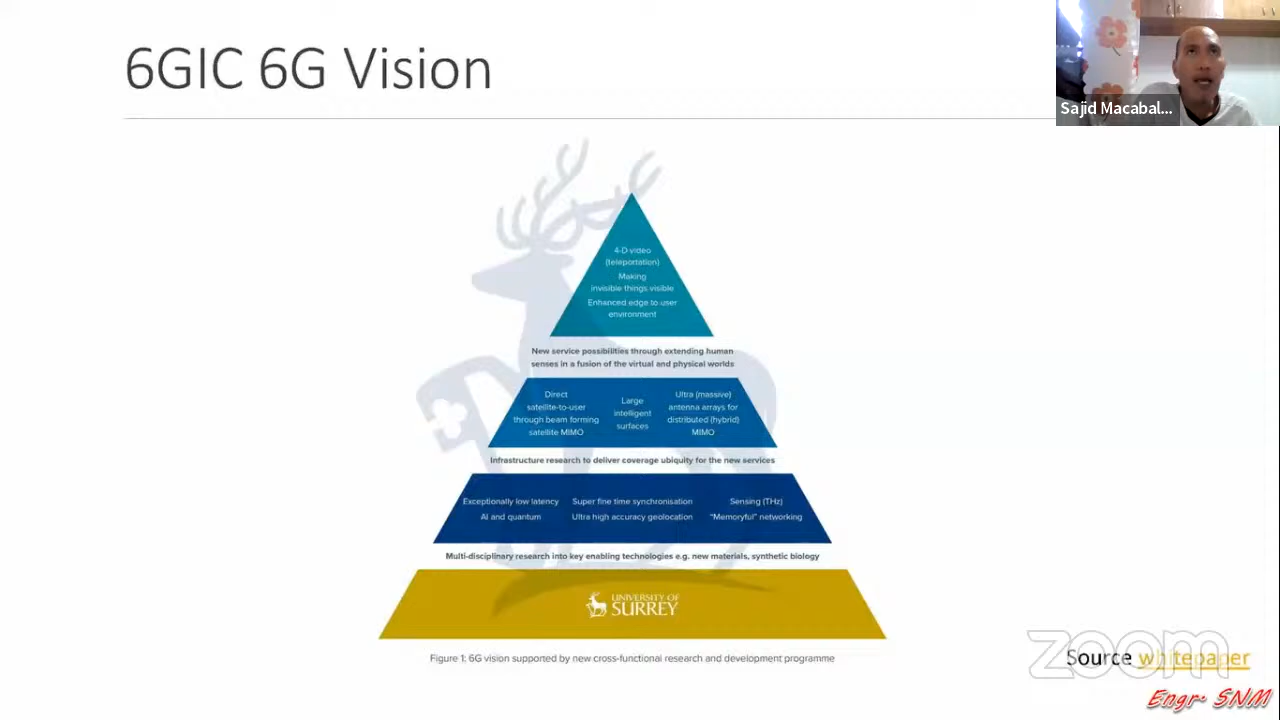 6GIC 6G Vision
Sajid Macabal...
4-D video
(teleportation)
Making
invisible things visible
Enhanced edge to user
environment
New service possibilities through extending human
senses in a fusion of the virtual and physical worlds
Direct
satellite-to-user
through beam forming
satellite MIMO
Large
intelligent
surfaces
Ultra (massive)
antenna arrays for
distributed (hybrid)
MIMO
Infrastructure research to deliver coverage ubiquity for the new services
Exceptionally low latency
AI and quantum
Super fine time synchronisation
Ultra high accuracy geolocation
Sensing (THz)
"Memoryful" networking
Multi-disciplinary research into key enabling technologies e.g. new materials, synthetic biology
UNIVERSITY OF
SURREY
Figure 1: 6G vision supported by new cross-functional research and development programme
zoom
Source whitepaper
Engr. SNM